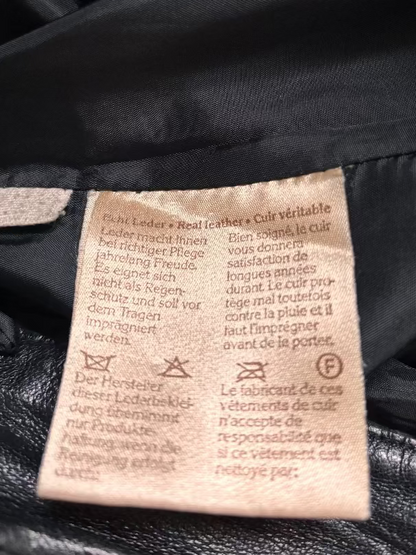 Echt Leder • Real leather • Cuir véritable
Leder macht Ihnen
bei richtiger Pflege
jahrelang Freude.
Es eignet sich
nicht als Regen-
schutz und soll vor
dem Tragen
imprägniert
werden.
Bien soigné, le cuir
vous donnera
satisfaction de
longues années
durant. Le cuir pro-
tège mal toutefois
contre la pluie et il
faut l'imprégner
avant de le porter.
F
Der Hersteller
dieser Lederbeklei-
dung übernimmt
nur Produkte-
haftung wenn die
Reinigung erfolgt
durch:
Le fabricant de ces
vêtements de cuir
n'accepte de
responsabilité que
si ce vêtement est
nettoyé par: